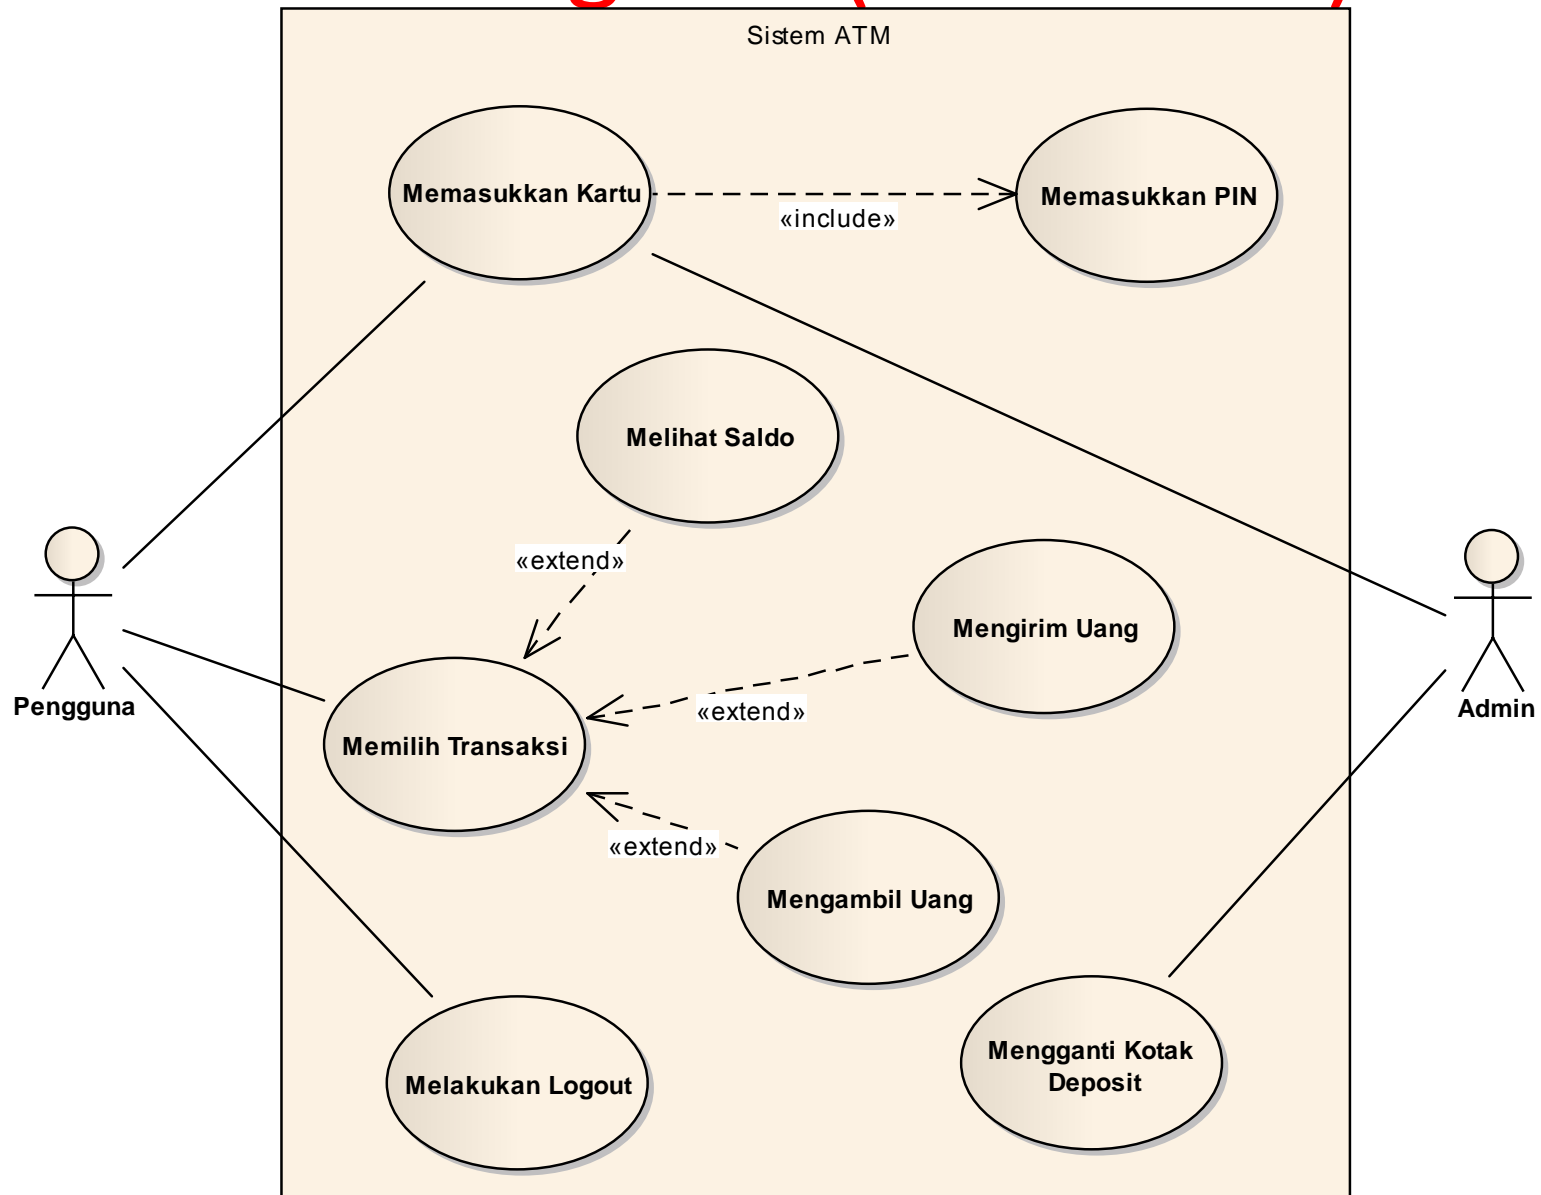 Sistem ATM
Memasukkan Kartu
«include»
Memasukkan PIN
Melihat Saldo
«extend»
Mengirim Uang
«extend»
Pengguna
Admin
Memilih Transaksi
«extend»
Mengambil Uang
Melakukan Logout
Mengganti Kotak
Deposit